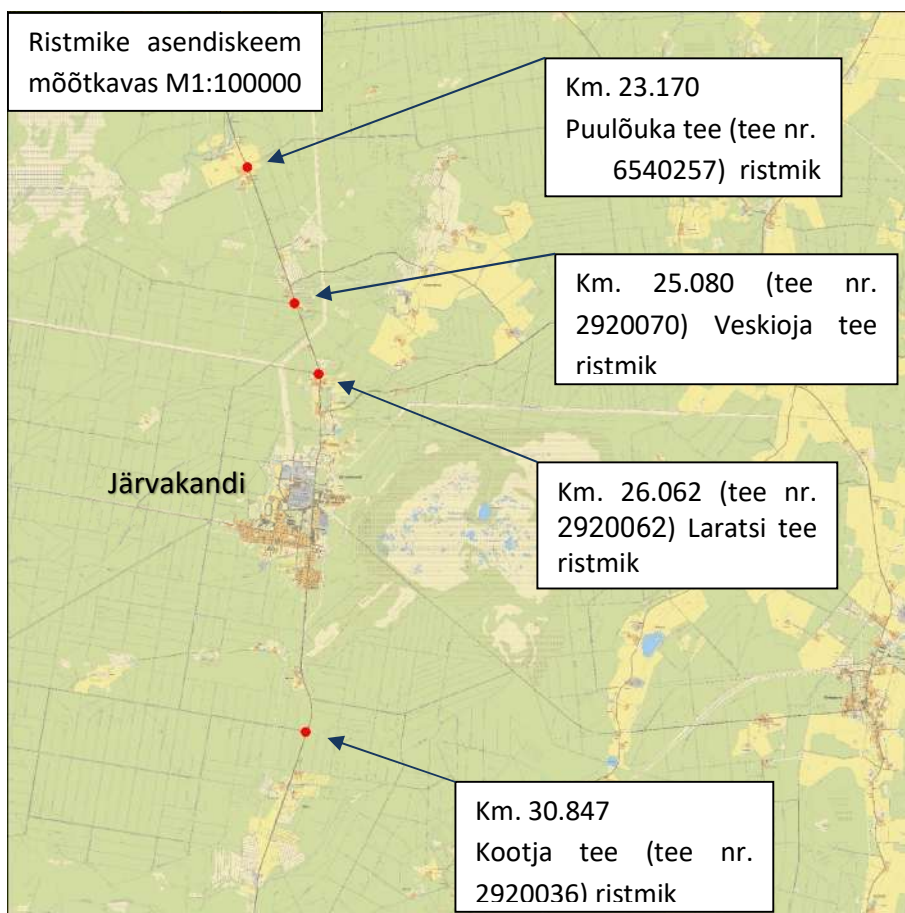 Ristmike asendiskeem
mõõtkavas M1:100000
Km. 23.170
Puulõuka tee (tee nr.
6540257) ristmik
Km. 25.080 (tee nr.
2920070) Veskioja tee
ristmik
Km. 26.062 (tee nr.
2920062) Laratsi tee
ristmik
Järvakandi
Km. 30.847
Kootja tee (tee nr.
2920036) ristmik